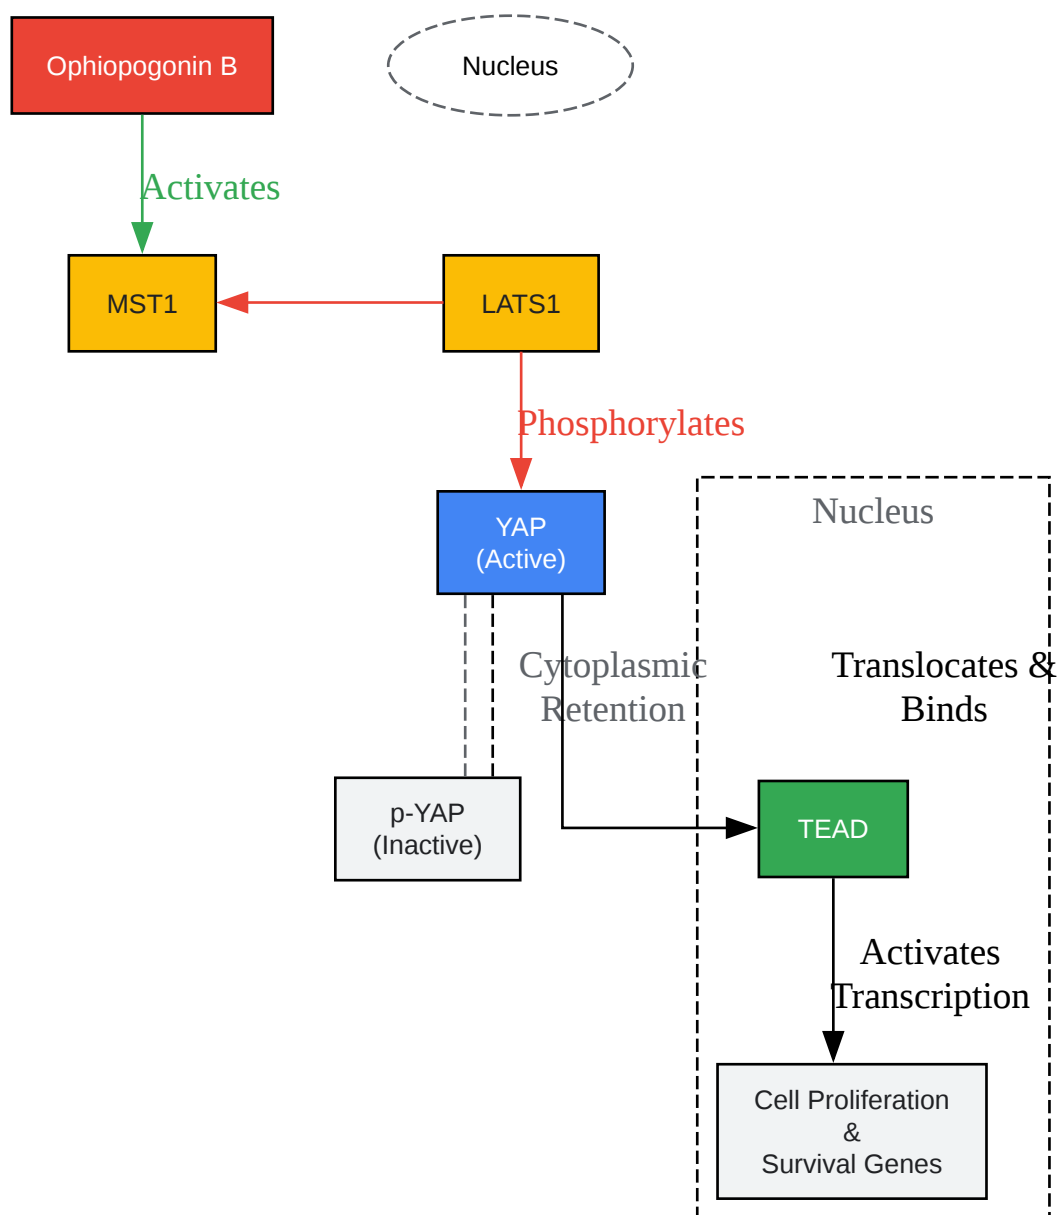 Ophiopogonin B
Nucleus
Activates
MST1
LATS1
Phosphorylates
YAP
(Active)
Nucleus
Cytoplasmic
Retention
Translocates &
Binds
p-YAP
(Inactive)
TEAD
Activates
Transcription
Cell Proliferation
&
Survival Genes